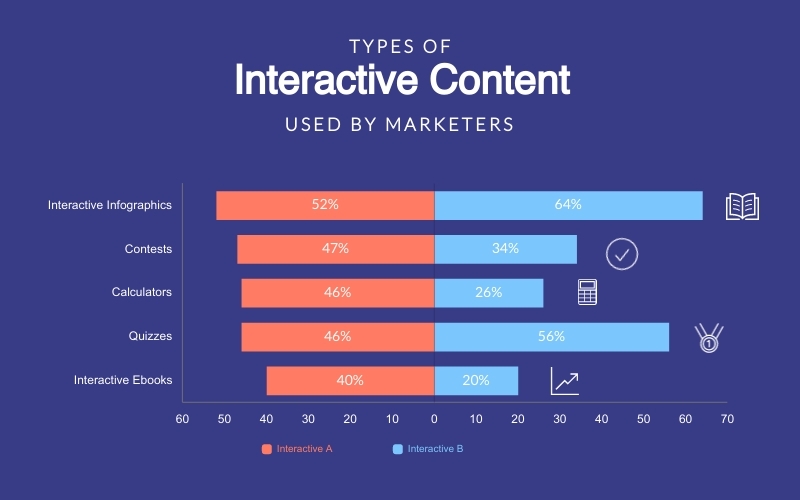 TYPES OF
Interactive Content
USED BY MARKETERS
Interactive Infographics
52%
64%
Contests
47%
34%
Calculators
46%
26%
Quizzes
46%
56%
1
Interactive Ebooks
40%
20%
60 50 40 30 20 10 0 10 20 30 40 50 60 70
Interactive A
Interactive B